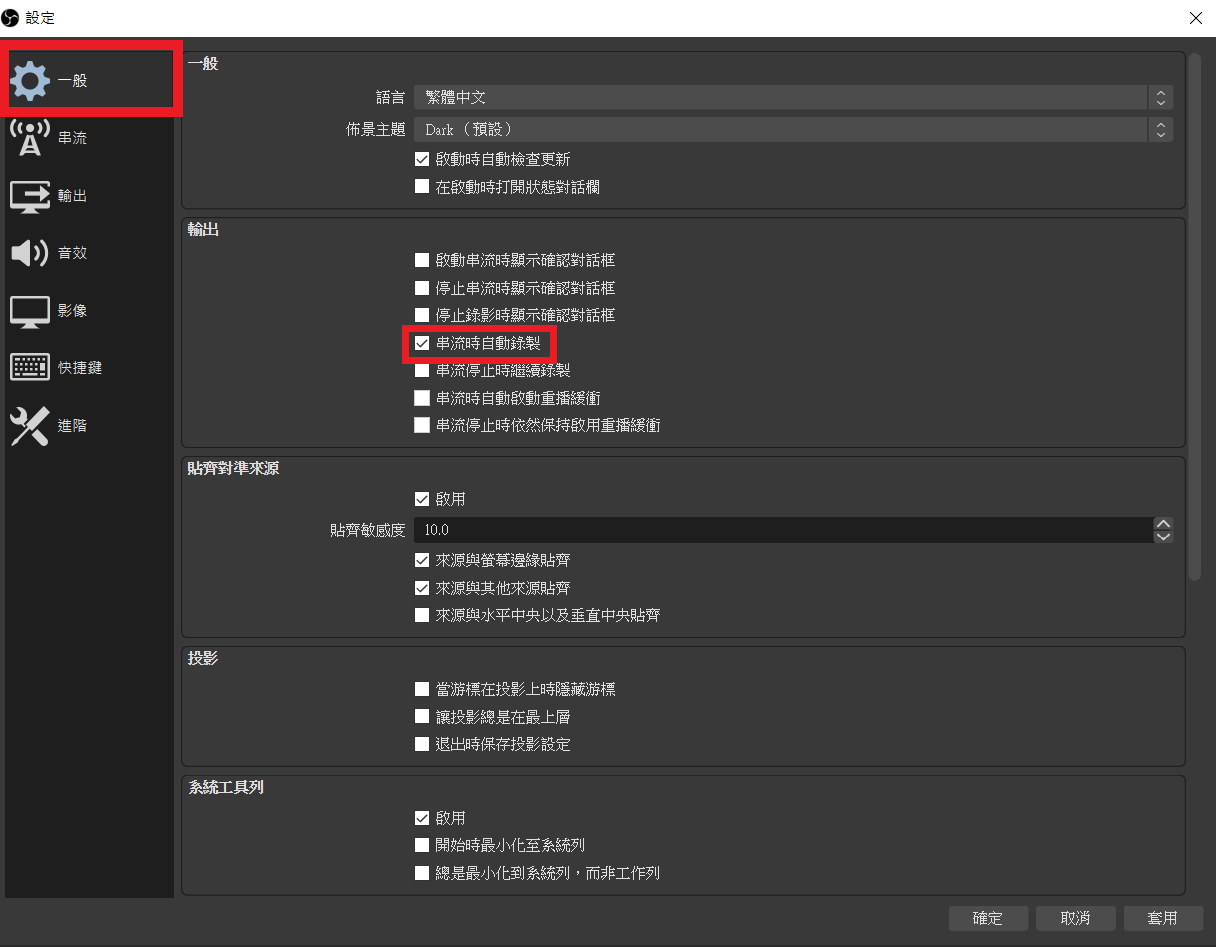 設定
一般
串流
輸出
音效
影像
快捷鍵
進階
一般
語言 繁體中文
佈景主題 Dark（預設）
啟動時自動檢查更新
在啟動時打開狀態對話欄
輸出
啟動串流時顯示確認對話框
停止串流時顯示確認對話框
停止錄影時顯示確認對話框
串流時自動錄製
串流停止時繼續錄製
串流時自動啟動重播緩衝
串流停止時依然保持啟用重播緩衝
貼齊對準來源
啟用
貼齊敏感度 10.0
來源與螢幕邊緣貼齊
來源與其他來源貼齊
來源與水平中央以及垂直中央貼齊
投影
當游標在投影上時隱藏游標
讓投影總是在最上層
退出時保存投影設定
系統工具列
啟用
開始時最小化至系統列
總是最小化到系統列，而非工作列
確定 取消 套用